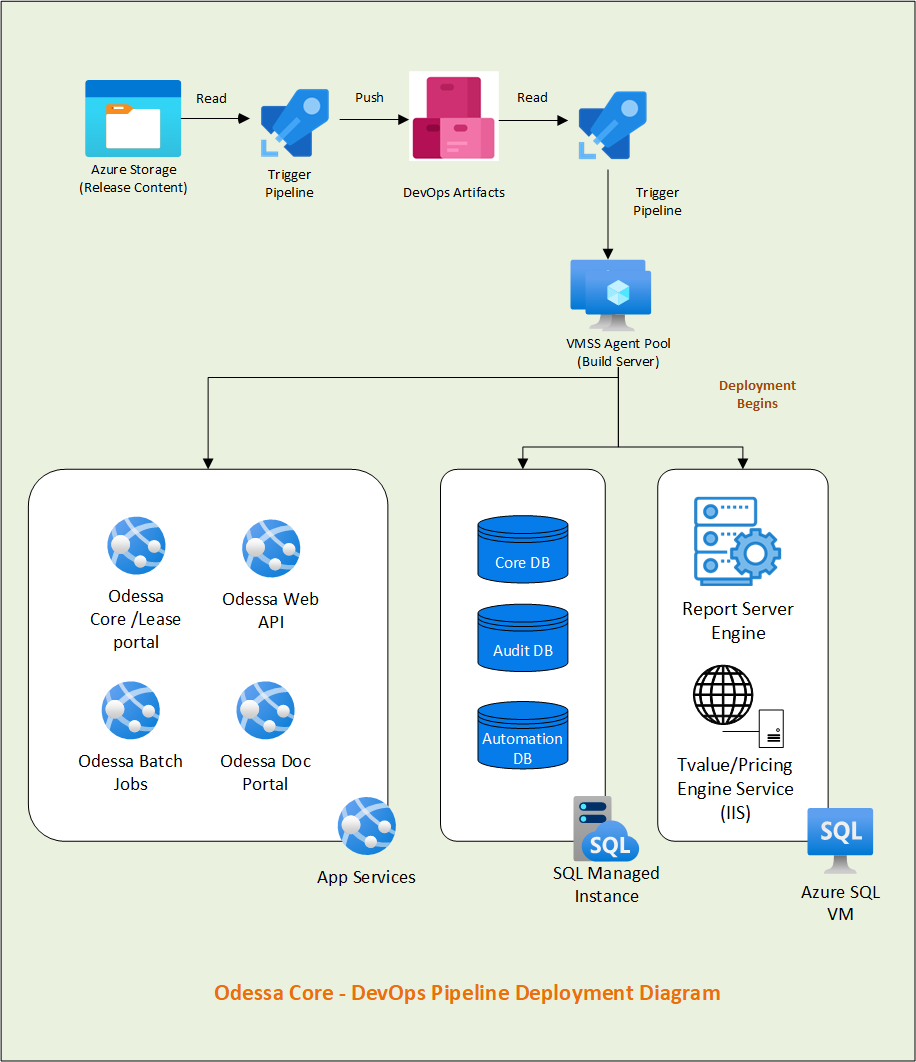 Read
Push
Read
Azure Storage
(Release Content)
Trigger
Pipeline
DevOps Artifacts
Trigger
Pipeline
VMSS Agent Pool
(Build Server)
Deployment
Begins
Odessa
Core /Lease
portal
Odessa Web
API
Odessa Batch
Jobs
Odessa Doc
Portal
App Services
Core DB
Audit DB
Automation
DB
SQL
SQL Managed
Instance
Report Server
Engine
Tvalue/Pricing
Engine Service
(IIS)
SQL
Azure SQL
VM
Odessa Core - DevOps Pipeline Deployment Diagram